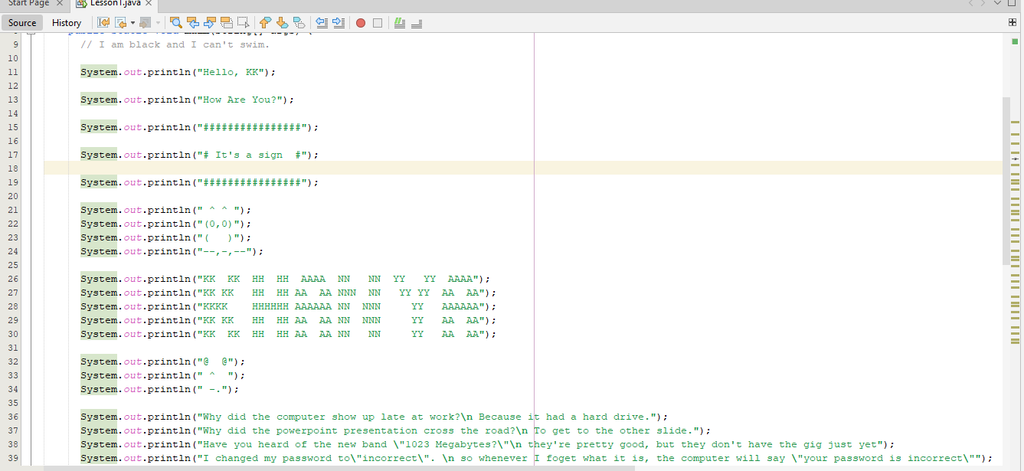 Start Page
Lesson1.java
Source History
9 // I am black and I can't swim.
10
11 System.out.println("Hello, KK");
12
13 System.out.println("How Are You?");
14
15 System.out.println("################");
16
17 System.out.println("# It's a sign  #");
18
19 System.out.println("################");
20
21 System.out.println(" ^ ^ ");
22 System.out.println("(0,0)");
23 System.out.println("(   )");
24 System.out.println("--,-,--");
25
26 System.out.println("KK  KK  HH  HH  AAAA  NN   NN  YY   YY  AAAA");
27 System.out.println("KK KK   HH  HH AA  AA NNN  NN   YY YY  AA  AA");
28 System.out.println("KKKK    HHHHHH AAAAAA NN  NNN     YY   AAAAAA");
29 System.out.println("KK KK   HH  HH AA  AA NN  NNN     YY   AA  AA");
30 System.out.println("KK  KK  HH  HH AA  AA NN   NN     YY   AA  AA");
31
32 System.out.println("@  @");
33 System.out.println(" ^  ");
34 System.out.println(" -.");
35
36 System.out.println("Why did the computer show up late at work?\n Because it had a hard drive.");
37 System.out.println("Why did the powerpoint presentation cross the road?\n To get to the other slide.");
38 System.out.println("Have you heard of the new band \"1023 Megabytes?\"\n they're pretty good, but they don't have the gig just yet");
39 System.out.println("I changed my password to\"incorrect\". \n so whenever I foget what it is, the computer will say \"your password is incorrect\"");